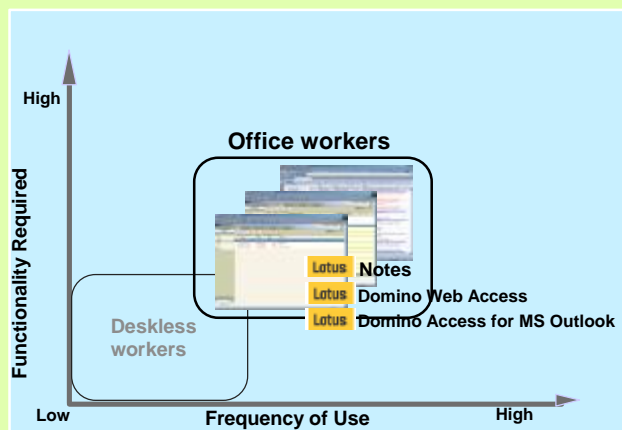 High
Office workers
Functionality Required
Lotus Notes
Lotus Domino Web Access
Lotus Domino Access for MS Outlook
Deskless
workers
Low
Frequency of Use
High